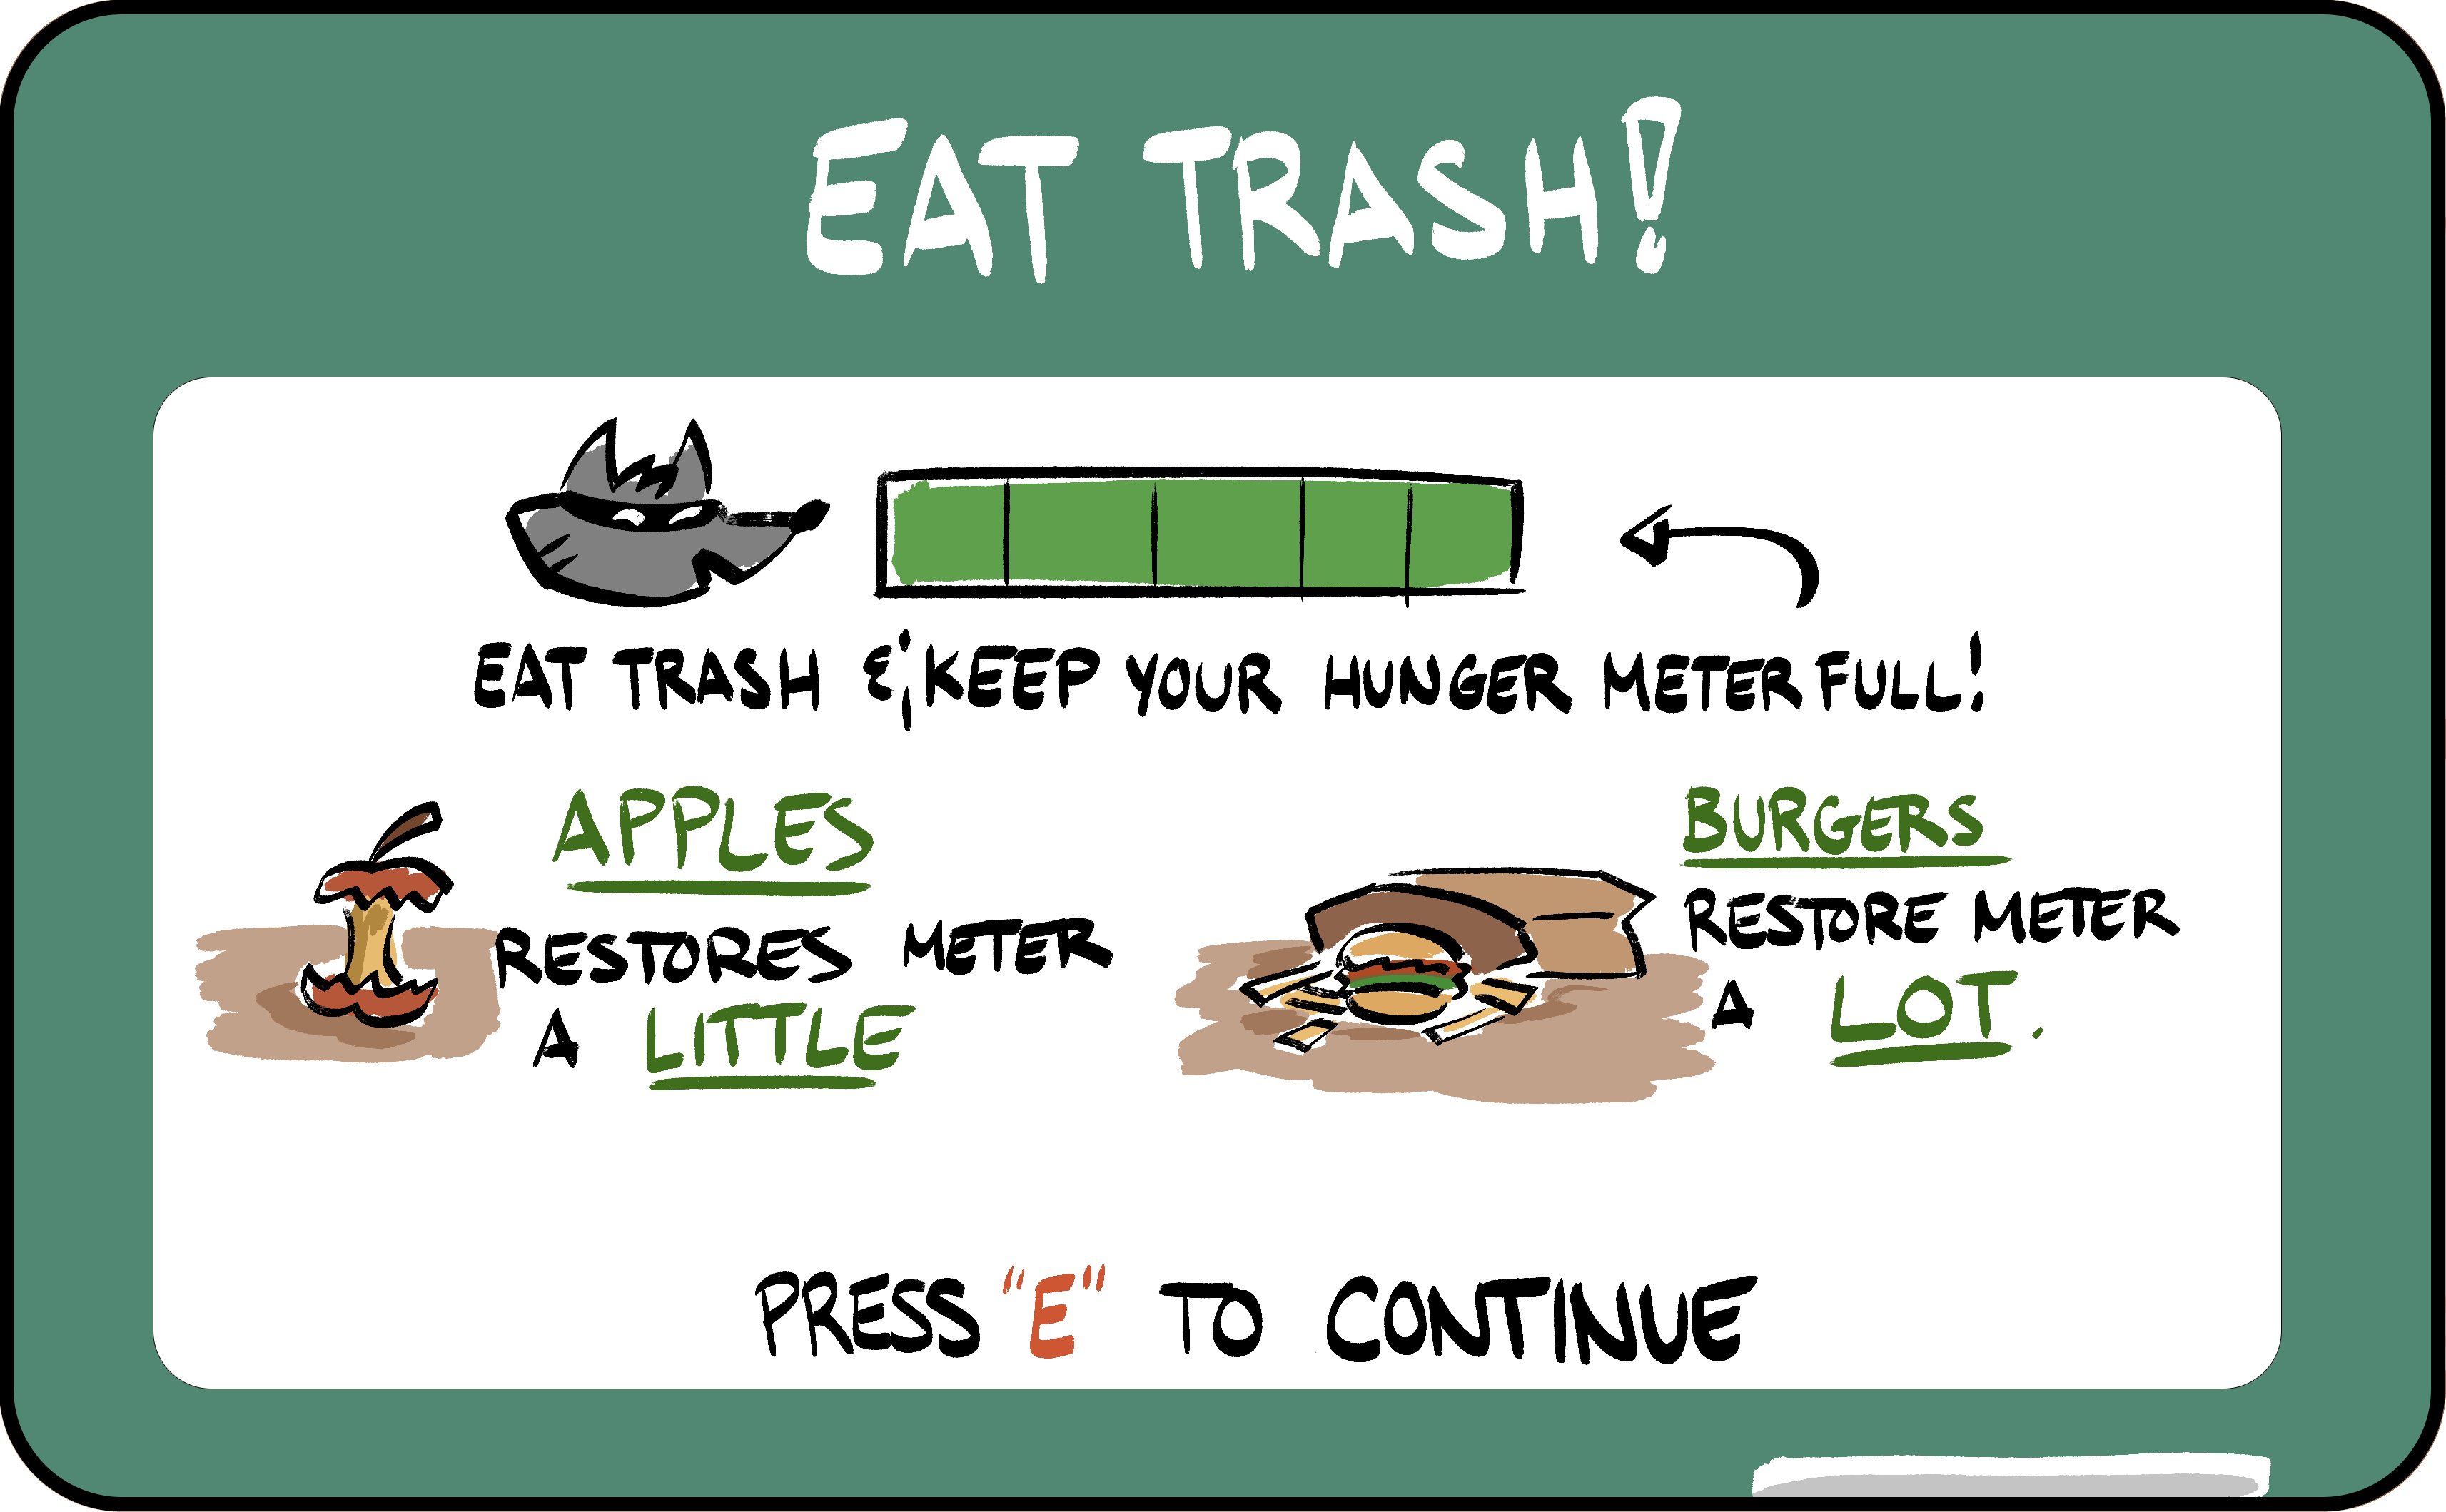 EAT TRASH!
EAT TRASH & KEEP YOUR HUNGER METER FULL!
APPLES
RESTORES METER
A LITTLE
BURGERS
RESTORE METER
A LOT.
PRESS "E" TO CONTINUE